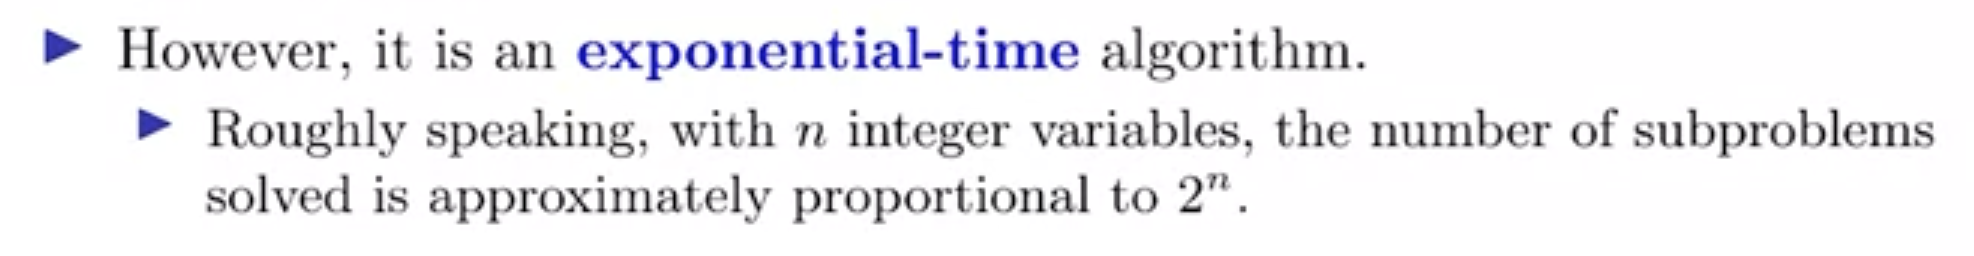 ▶ However, it is an exponential-time algorithm.
▶ Roughly speaking, with n integer variables, the number of subproblems
solved is approximately proportional to 2ⁿ.